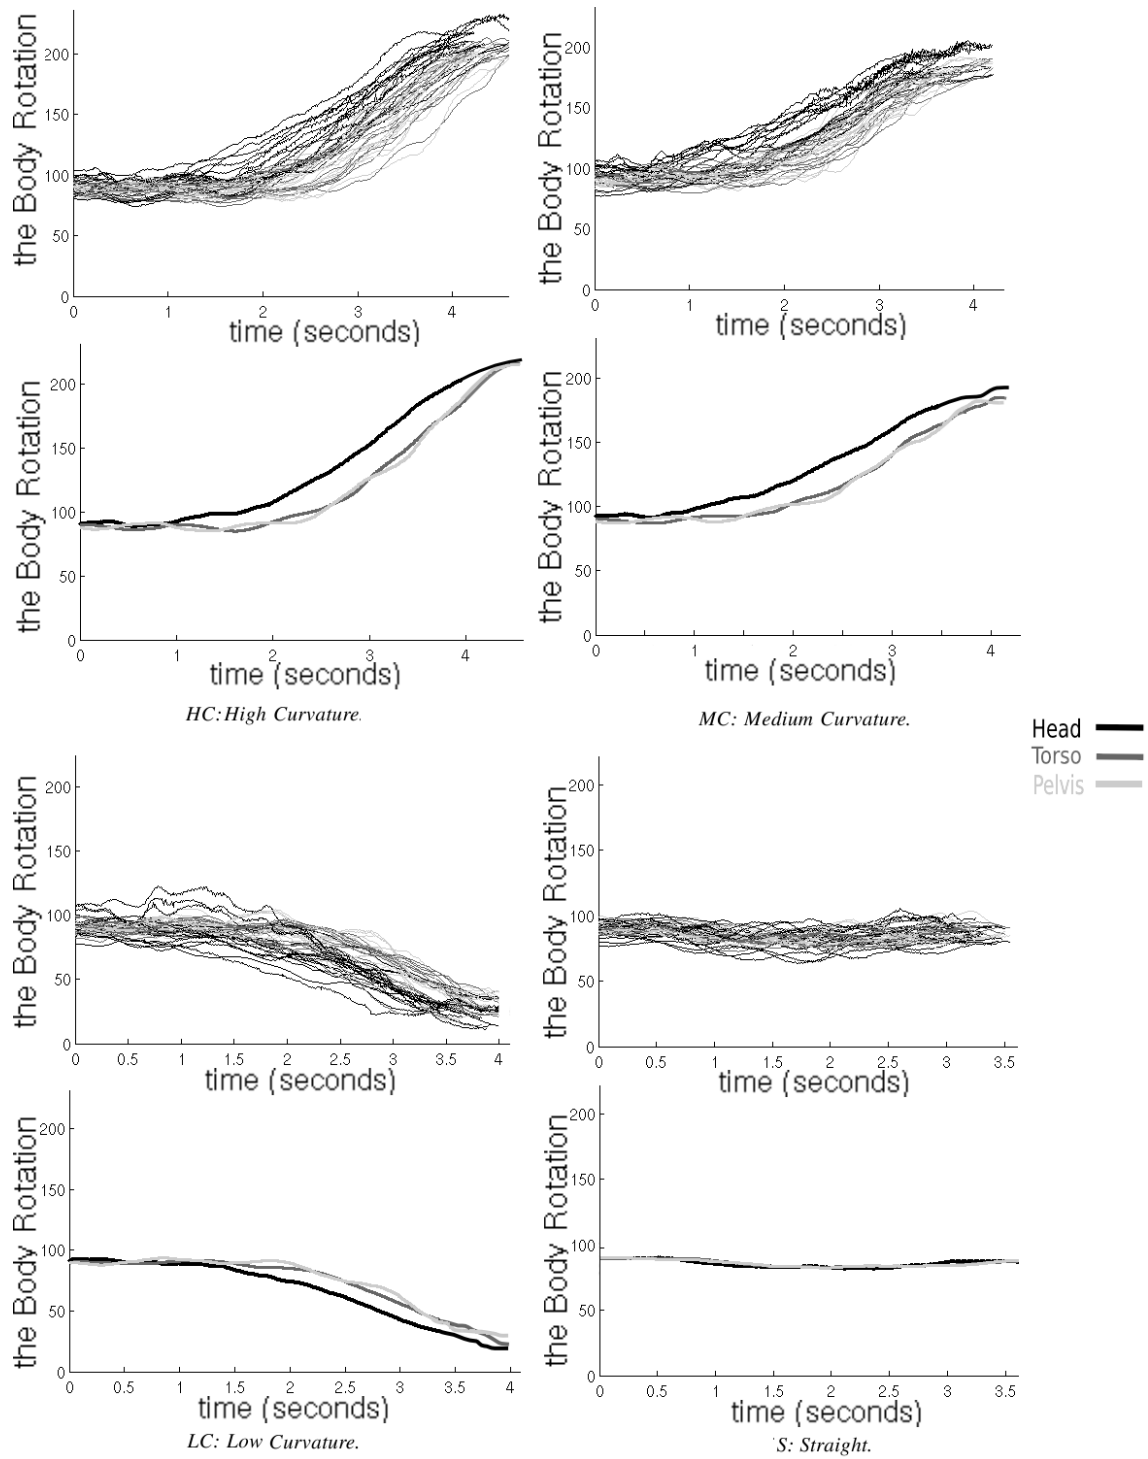 the Body Rotation
200
150
100
50
0
0 1 2 3 4
time (seconds)
the Body Rotation
200
150
100
50
0
0 1 2 3 4
time (seconds)
the Body Rotation
200
150
100
50
0
0 1 2 3 4
time (seconds)
the Body Rotation
200
150
100
50
0
0 1 2 3 4
time (seconds)
HC:High Curvature.
MC: Medium Curvature.
Head
Torso
Pelvis
the Body Rotation
200
150
100
50
0
0 0.5 1 1.5 2 2.5 3 3.5 4
time (seconds)
the Body Rotation
200
150
100
50
0
0 0.5 1 1.5 2 2.5 3 3.5
time (seconds)
the Body Rotation
200
150
100
50
0
0 0.5 1 1.5 2 2.5 3 3.5 4
time (seconds)
the Body Rotation
200
150
100
50
0
0 0.5 1 1.5 2 2.5 3 3.5
time (seconds)
LC: Low Curvature.
S: Straight.